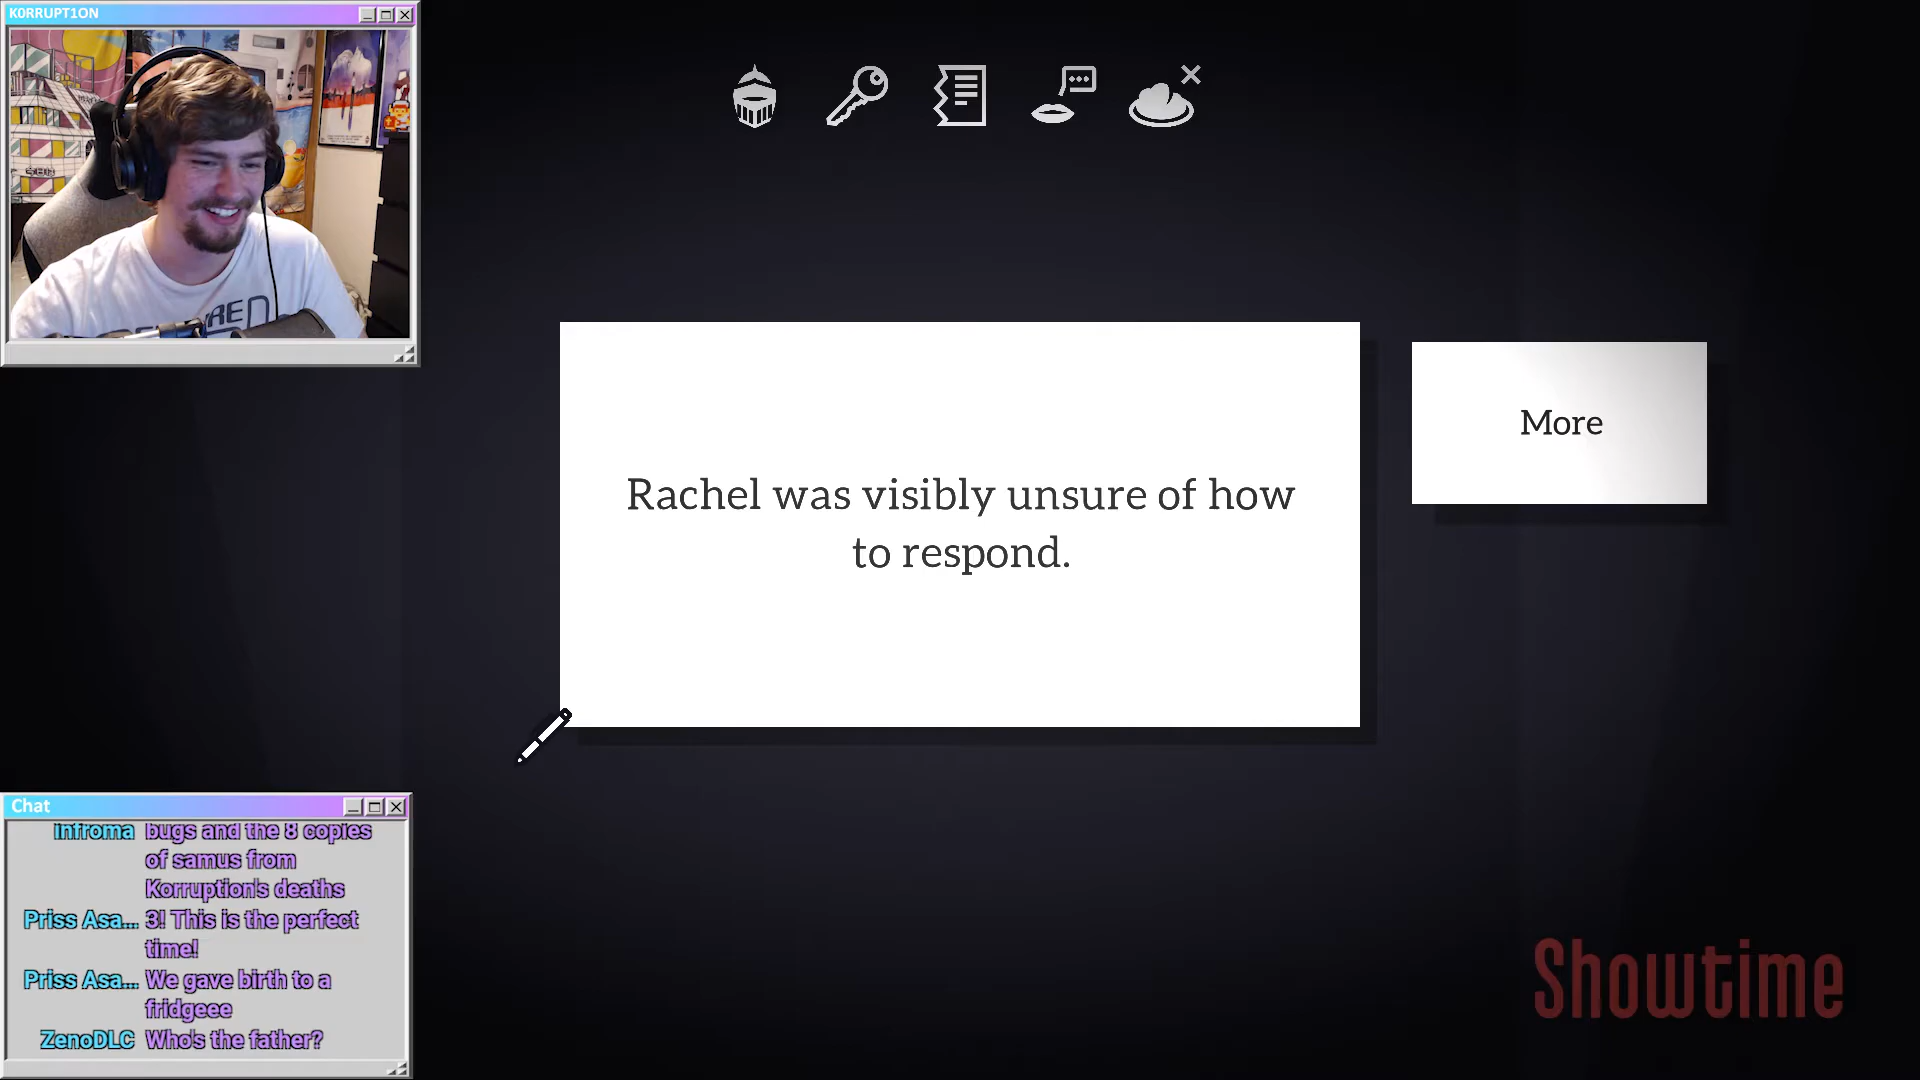 K0RRUPT1ON
Rachel was visibly unsure of how
to respond.
More
Chat
Infroma bugs and the 8 copies
of samus from
Korruption's deaths
Priss Asa... 3! This is the perfect
time!
Priss Asa... We gave birth to a
fridgeee
ZenoDLC Who's the father?
Showtime